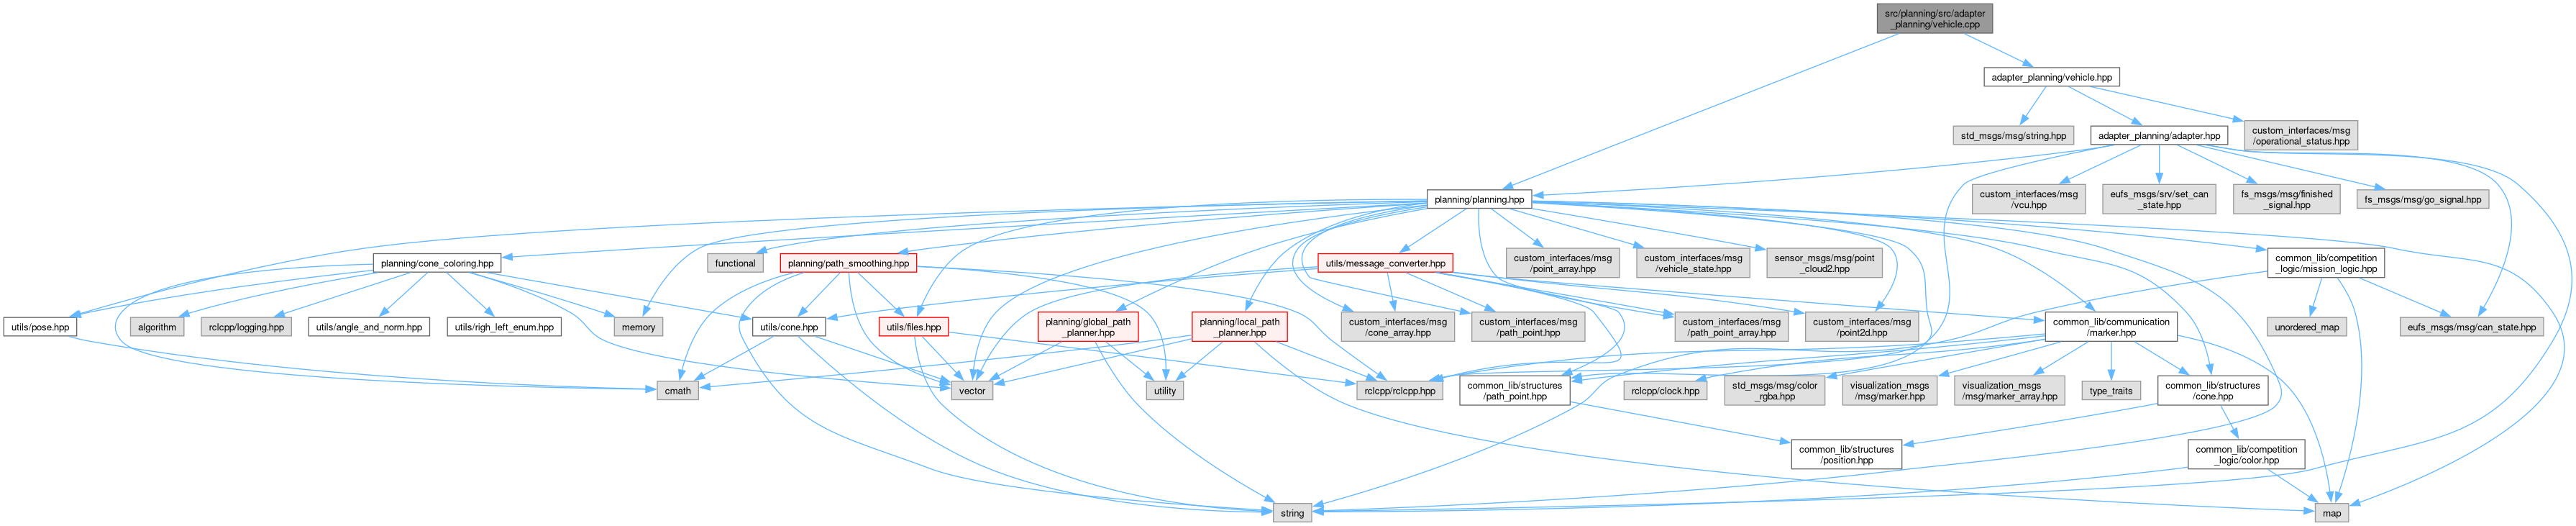 src/planning/src/adapter
_planning/vehicle.cpp
adapter_planning/vehicle.hpp
std_msgs/msg/string.hpp
adapter_planning/adapter.hpp
custom_interfaces/msg
/operational_status.hpp
planning/planning.hpp
custom_interfaces/msg
/vcu.hpp
eufs_msgs/srv/set_can
_state.hpp
fs_msgs/msg/finished
_signal.hpp
fs_msgs/msg/go_signal.hpp
planning/cone_coloring.hpp
functional
planning/path_smoothing.hpp
utils/message_converter.hpp
custom_interfaces/msg
/point_array.hpp
custom_interfaces/msg
/vehicle_state.hpp
sensor_msgs/msg/point
_cloud2.hpp
common_lib/competition
_logic/mission_logic.hpp
utils/pose.hpp
algorithm
rclcpp/logging.hpp
utils/angle_and_norm.hpp
utils/righ_left_enum.hpp
memory
utils/cone.hpp
utils/files.hpp
planning/global_path
_planner.hpp
planning/local_path
_planner.hpp
custom_interfaces/msg
/cone_array.hpp
custom_interfaces/msg
/path_point.hpp
custom_interfaces/msg
/path_point_array.hpp
custom_interfaces/msg
/point2d.hpp
common_lib/communication
/marker.hpp
unordered_map
eufs_msgs/msg/can_state.hpp
cmath
vector
utility
rclcpp/rclcpp.hpp
common_lib/structures
/path_point.hpp
rclcpp/clock.hpp
std_msgs/msg/color
_rgba.hpp
visualization_msgs
/msg/marker.hpp
visualization_msgs
/msg/marker_array.hpp
type_traits
common_lib/structures
/cone.hpp
common_lib/structures
/position.hpp
common_lib/competition
_logic/color.hpp
string
map